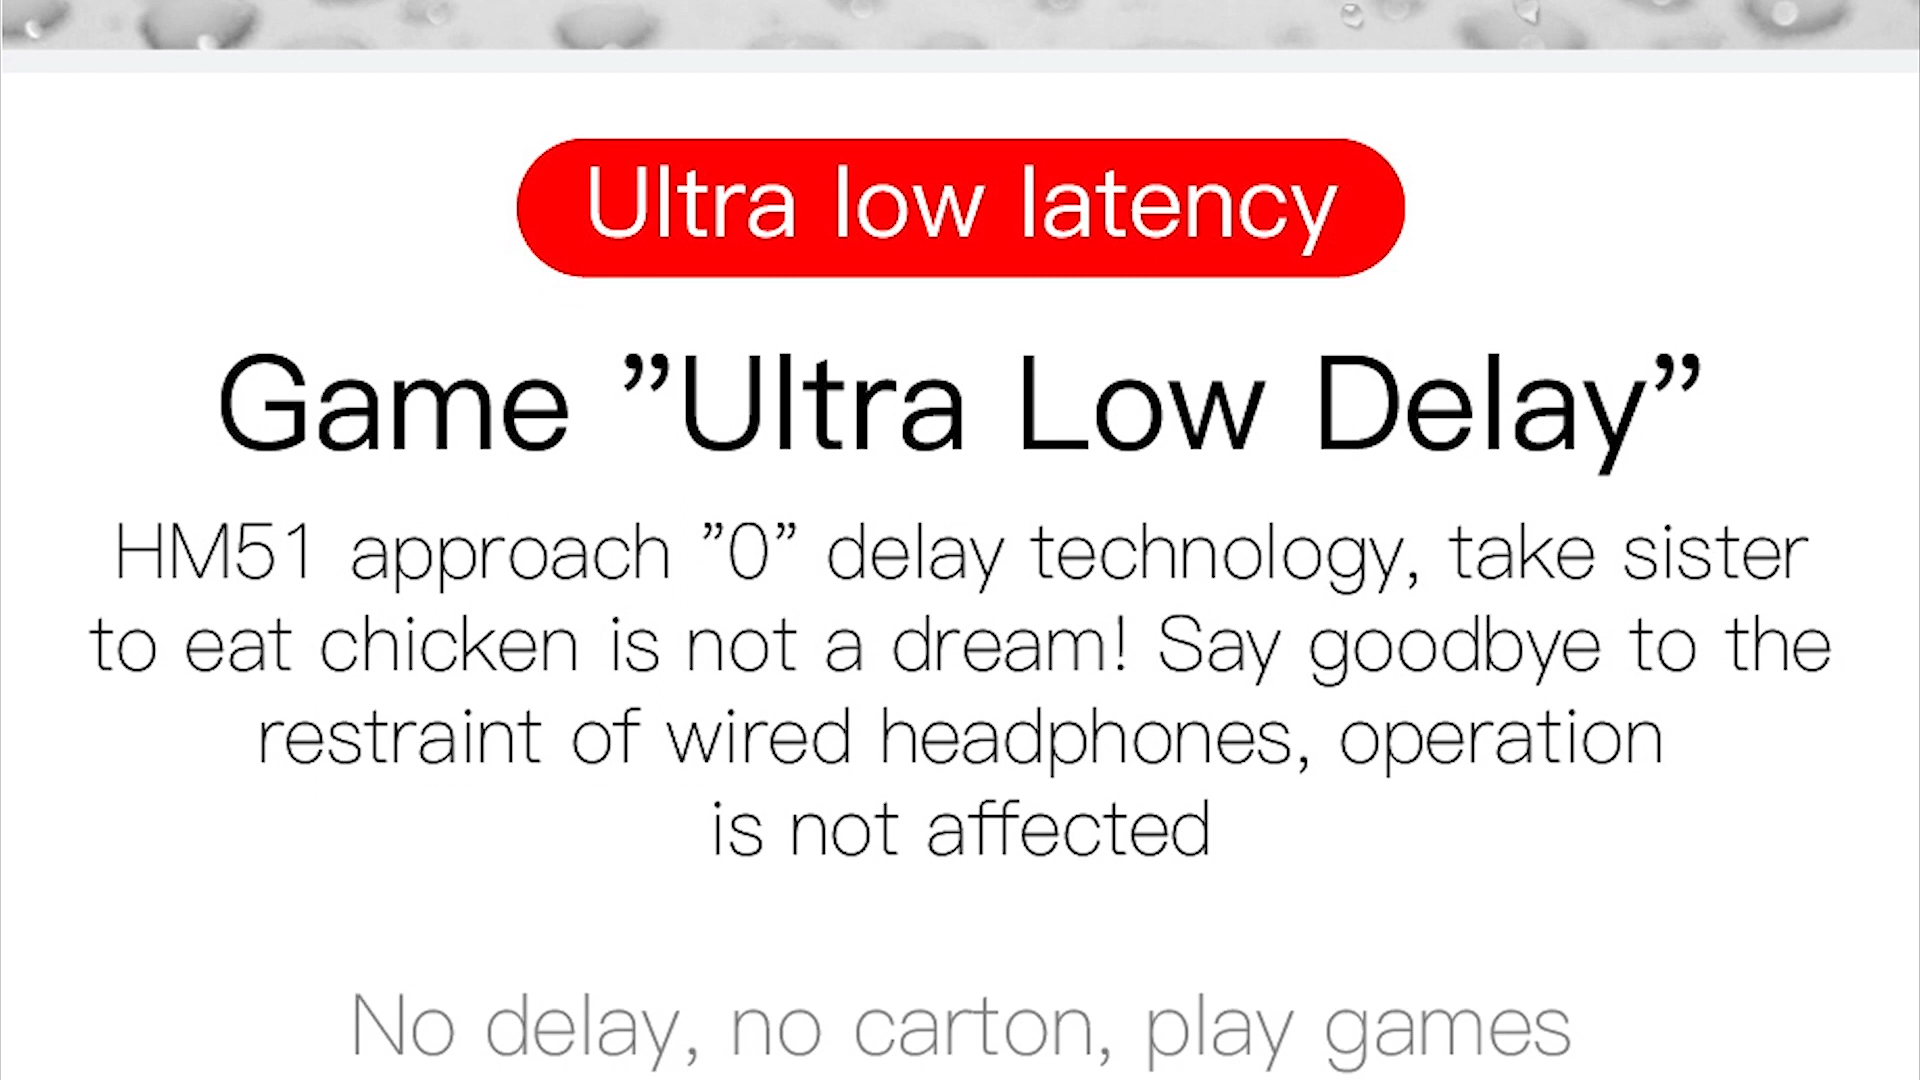 Ultra low latency
Game ”Ultra Low Delay”
HM51 approach ”0” delay technology, take sister
to eat chicken is not a dream! Say goodbye to the
restraint of wired headphones, operation
is not affected
No delay, no carton, play games